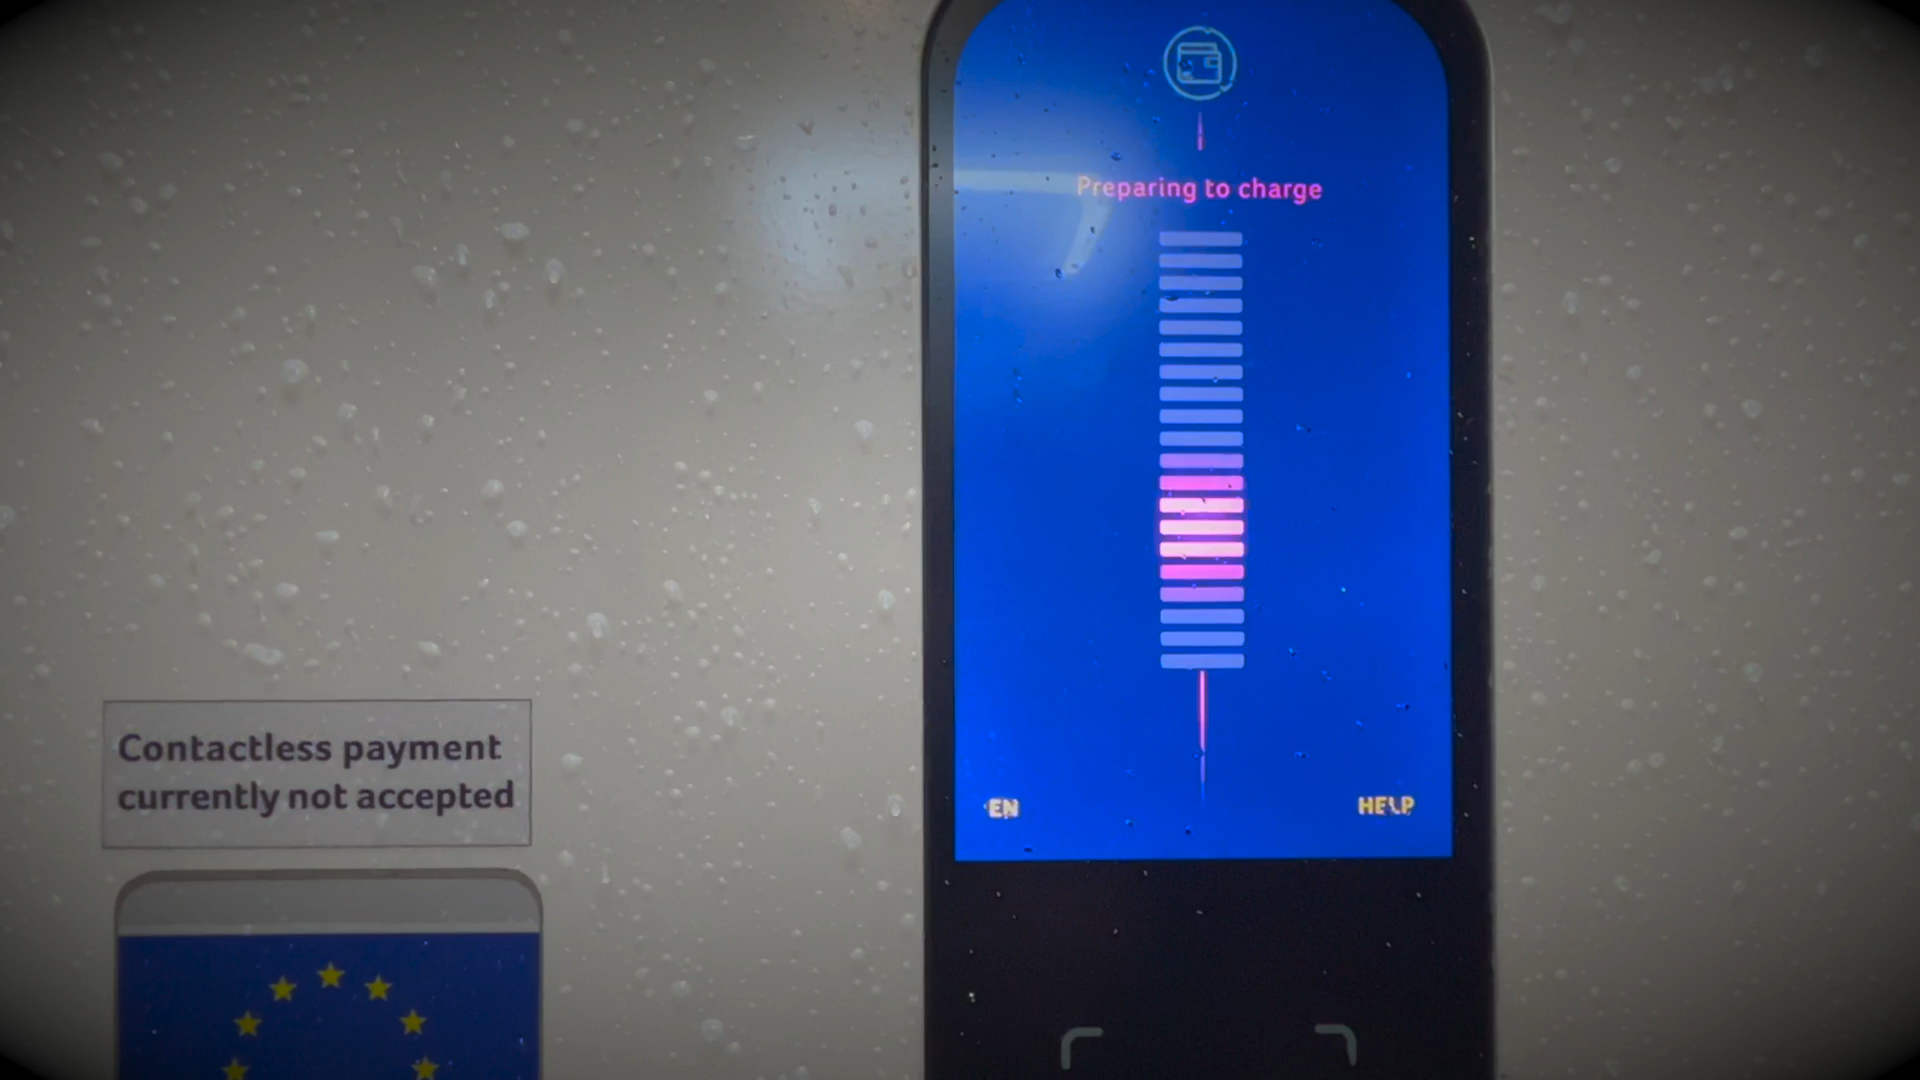 Preparing to charge
Contactless payment
currently not accepted
EN
HELP